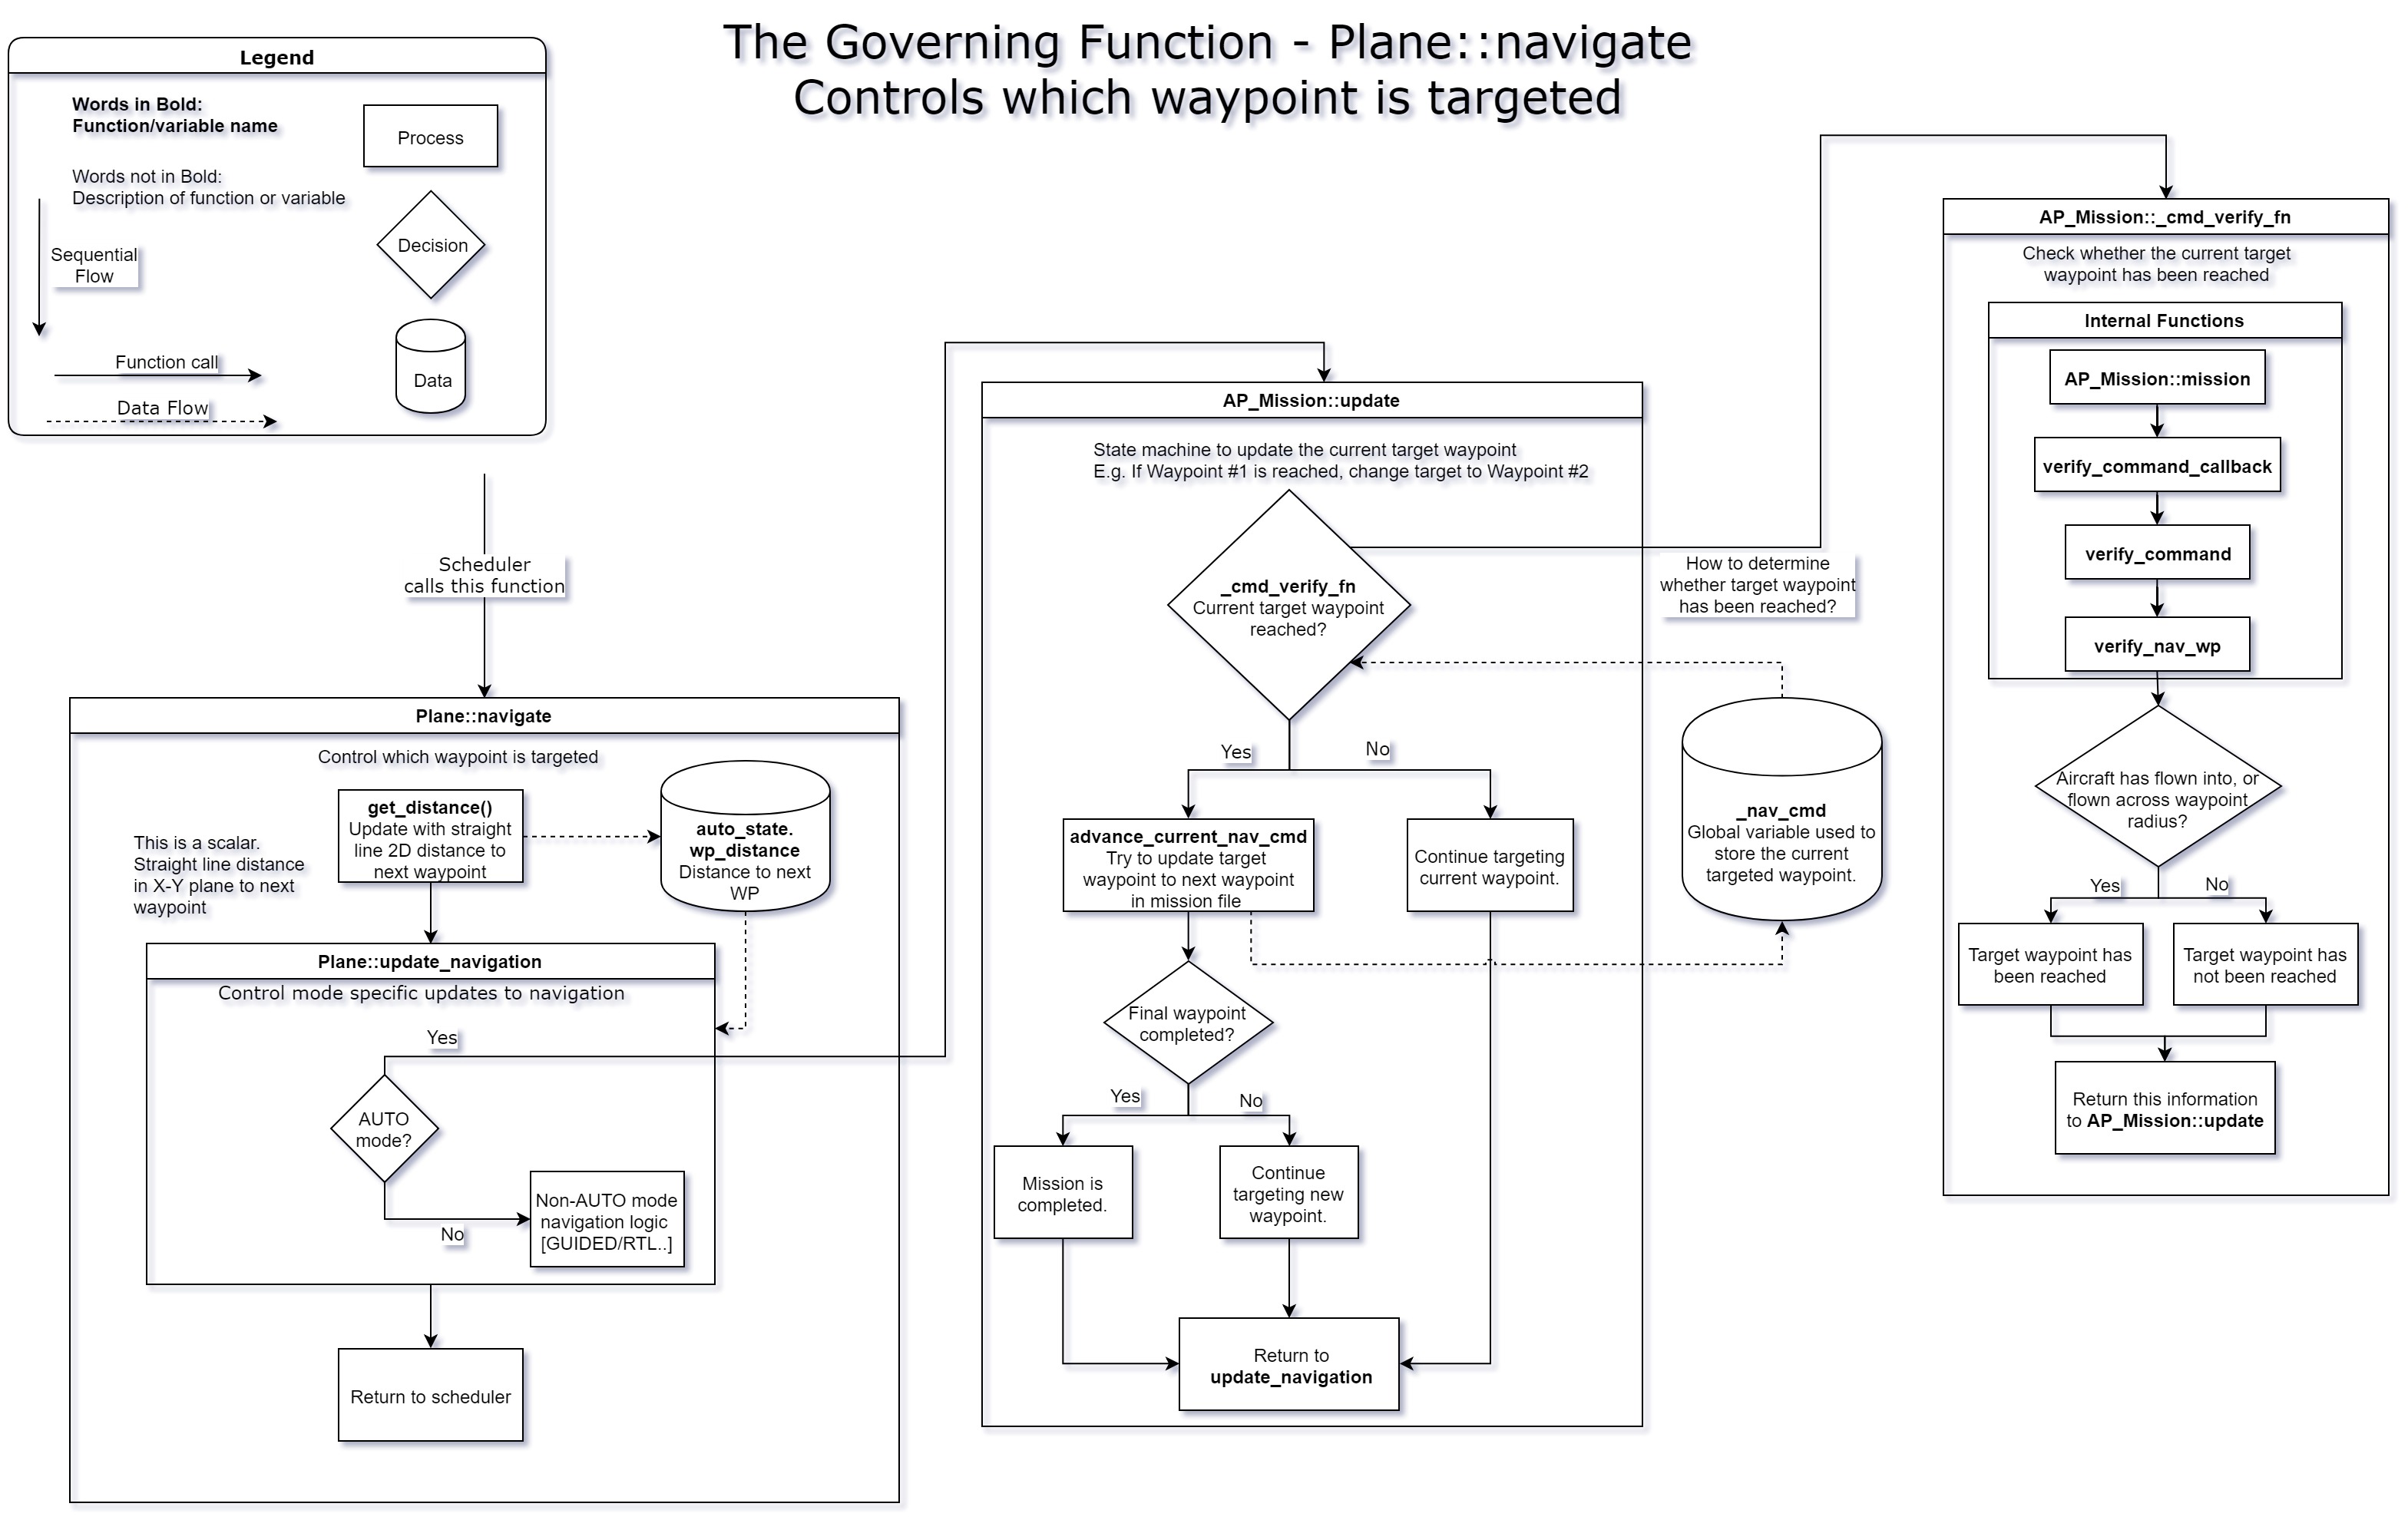 The Governing Function - Plane::navigate
Controls which waypoint is targeted
Legend
Words in Bold:
Function/variable name
Words not in Bold:
Description of function or variable
Sequential
Flow
Function call
Data Flow
Process
Decision
Data
Scheduler
calls this function
Plane::navigate
Control which waypoint is targeted
get_distance()
Update with straight
line 2D distance to
next waypoint
This is a scalar.
Straight line distance
in X-Y plane to next
waypoint
auto_state.
wp_distance
Distance to next
WP
Plane::update_navigation
Control mode specific updates to navigation
Yes
AUTO
mode?
No
Non-AUTO mode
navigation logic
[GUIDED/RTL..]
Return to scheduler
AP_Mission::update
State machine to update the current target waypoint
E.g. If Waypoint #1 is reached, change target to Waypoint #2
_cmd_verify_fn
Current target waypoint
reached?
Yes
No
advance_current_nav_cmd
Try to update target
waypoint to next waypoint
in mission file
Continue targeting
current waypoint.
Final waypoint
completed?
Yes
No
Mission is
completed.
Continue
targeting new
waypoint.
Return to
update_navigation
How to determine
whether target waypoint
has been reached?
_nav_cmd
Global variable used to
store the current
targeted waypoint.
AP_Mission::_cmd_verify_fn
Check whether the current target
waypoint has been reached
Internal Functions
AP_Mission::mission
verify_command_callback
verify_command
verify_nav_wp
Aircraft has flown into, or
flown across waypoint
radius?
Yes
No
Target waypoint has
been reached
Target waypoint has
not been reached
Return this information
to AP_Mission::update